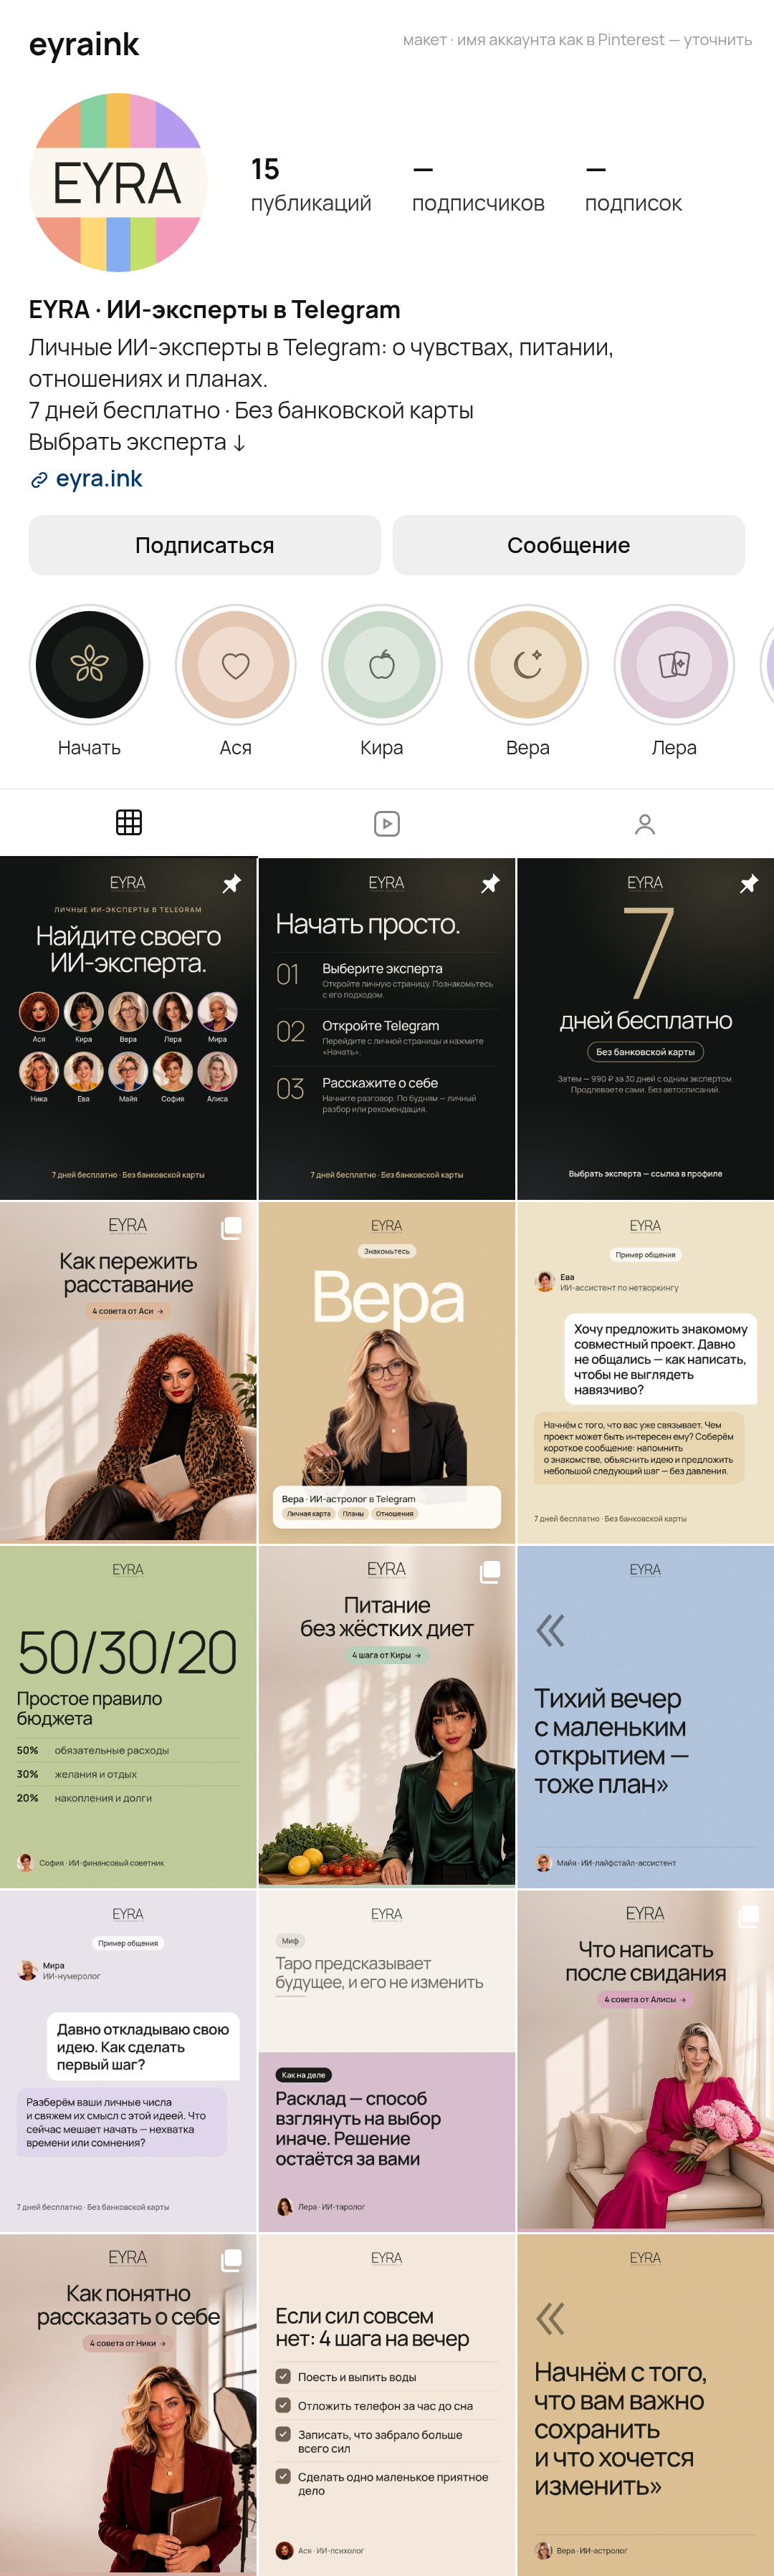 eyraink
макет · имя аккаунта как в Pinterest — уточнить
EYRA
15
публикаций
—
подписчиков
—
подписок
EYRA · ИИ-эксперты в Telegram
Личные ИИ-эксперты в Telegram: о чувствах, питании,
отношениях и планах.
7 дней бесплатно · Без банковской карты
Выбрать эксперта ↓
eyra.ink
Подписаться
Сообщение
Начать
Ася
Кира
Вера
Лера
EYRA
ЛИЧНЫЕ ИИ-ЭКСПЕРТЫ В TELEGRAM
Найдите своего
ИИ-эксперта.
Ася
Кира
Вера
Лера
Мира
Ника
Ева
Майя
София
Алиса
7 дней бесплатно · Без банковской карты
EYRA
Начать просто.
01
Выберите эксперта
Откройте личную страницу. Познакомьтесь
с его подходом.
02
Откройте Telegram
Перейдите с личной страницы и нажмите
«Начать».
03
Расскажите о себе
Начните разговор. По будням — личный
разбор или рекомендация.
7 дней бесплатно · Без банковской карты
EYRA
7
дней бесплатно
Без банковской карты
Затем — 990 ₽ за 30 дней с одним экспертом.
Продлеваете сами. Без автосписаний.
Выбрать эксперта — ссылка в профиле
EYRA
Как пережить
расставание
4 совета от Аси →
EYRA
Знакомьтесь
Вера
Вера · ИИ-астролог в Telegram
Личная карта
Планы
Отношения
EYRA
Пример общения
Ева
ИИ-ассистент по нетворкингу
Хочу предложить знакомому
совместный проект. Давно
не общались — как написать,
чтобы не выглядеть
навязчиво?
Начнём с того, что вас уже связывает. Чем
проект может быть интересен ему? Соберём
короткое сообщение: напомнить
о знакомстве, объяснить идею и предложить
небольшой следующий шаг — без давления.
7 дней бесплатно · Без банковской карты
EYRA
50/30/20
Простое правило
бюджета
50% обязательные расходы
30% желания и отдых
20% накопления и долги
София · ИИ-финансовый советник
EYRA
Питание
без жёстких диет
4 шага от Киры →
EYRA
«
Тихий вечер
с маленьким
открытием —
тоже план»
Майя · ИИ-лайфстайл-ассистент
EYRA
Пример общения
Мира
ИИ-нумеролог
Давно откладываю свою
идею. Как сделать
первый шаг?
Разберём ваши личные числа
и свяжем их смысл с этой идеей. Что
сейчас мешает начать — нехватка
времени или сомнения?
7 дней бесплатно · Без банковской карты
EYRA
Миф
Таро предсказывает
будущее, и его не изменить
Как на деле
Расклад — способ
взглянуть на выбор
иначе. Решение
остаётся за вами
Лера · ИИ-таролог
EYRA
Что написать
после свидания
4 совета от Алисы →
EYRA
Как понятно
рассказать о себе
4 совета от Ники →
EYRA
Если сил совсем
нет: 4 шага на вечер
Поесть и выпить воды
Отложить телефон за час до сна
Записать, что забрало больше
всего сил
Сделать одно маленькое приятное
дело
Ася · ИИ-психолог
EYRA
«
Начнём с того,
что вам важно
сохранить
и что хочется
изменить»
Вера · ИИ-астролог